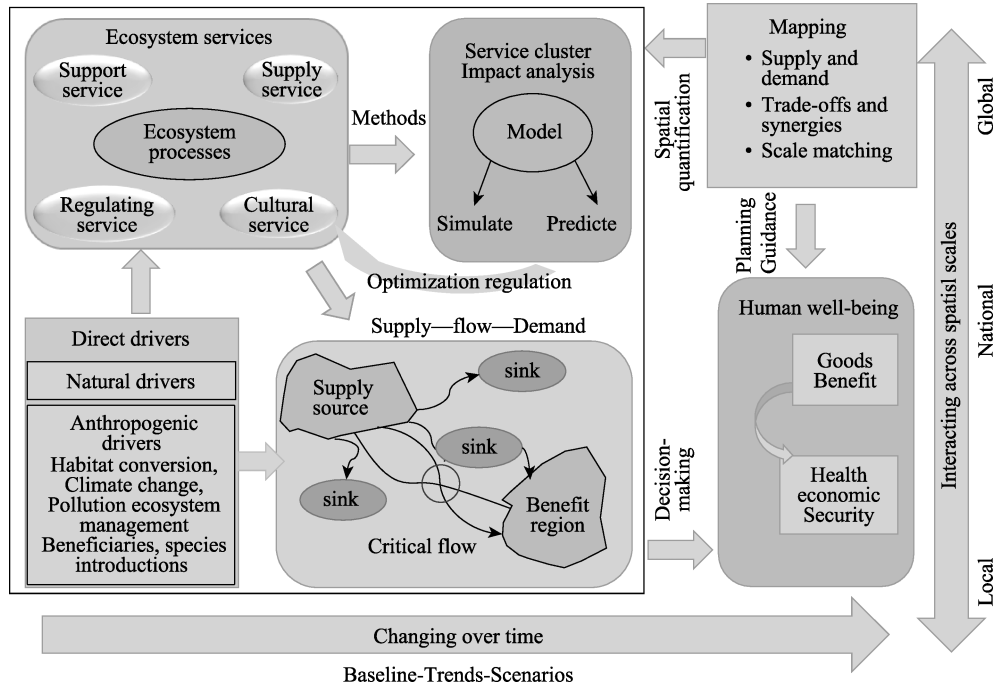 Ecosystem services
Support
service
Supply
service
Ecosystem
processes
Regulating
service
Cultural
service
Methods
Service cluster
Impact analysis
Model
Simulate
Predicte
Optimization regulation
Spatial
quantification
Mapping
• Supply and
demand
• Trade-offs and
synergies
• Scale matching
Planning
Guidance
Direct drivers
Natural drivers
Anthropogenic
drivers
Habitat conversion,
Climate change,
Pollution ecosystem
management
Beneficiaries, species
introductions
Supply—flow—Demand
Supply
source
sink
sink
sink
Benefit
region
Critical flow
Decision-
making
Human well-being
Goods
Benefit
Health
economic
Security
Interacting across spatisl scales
Global
National
Local
Changing over time
Baseline-Trends-Scenarios